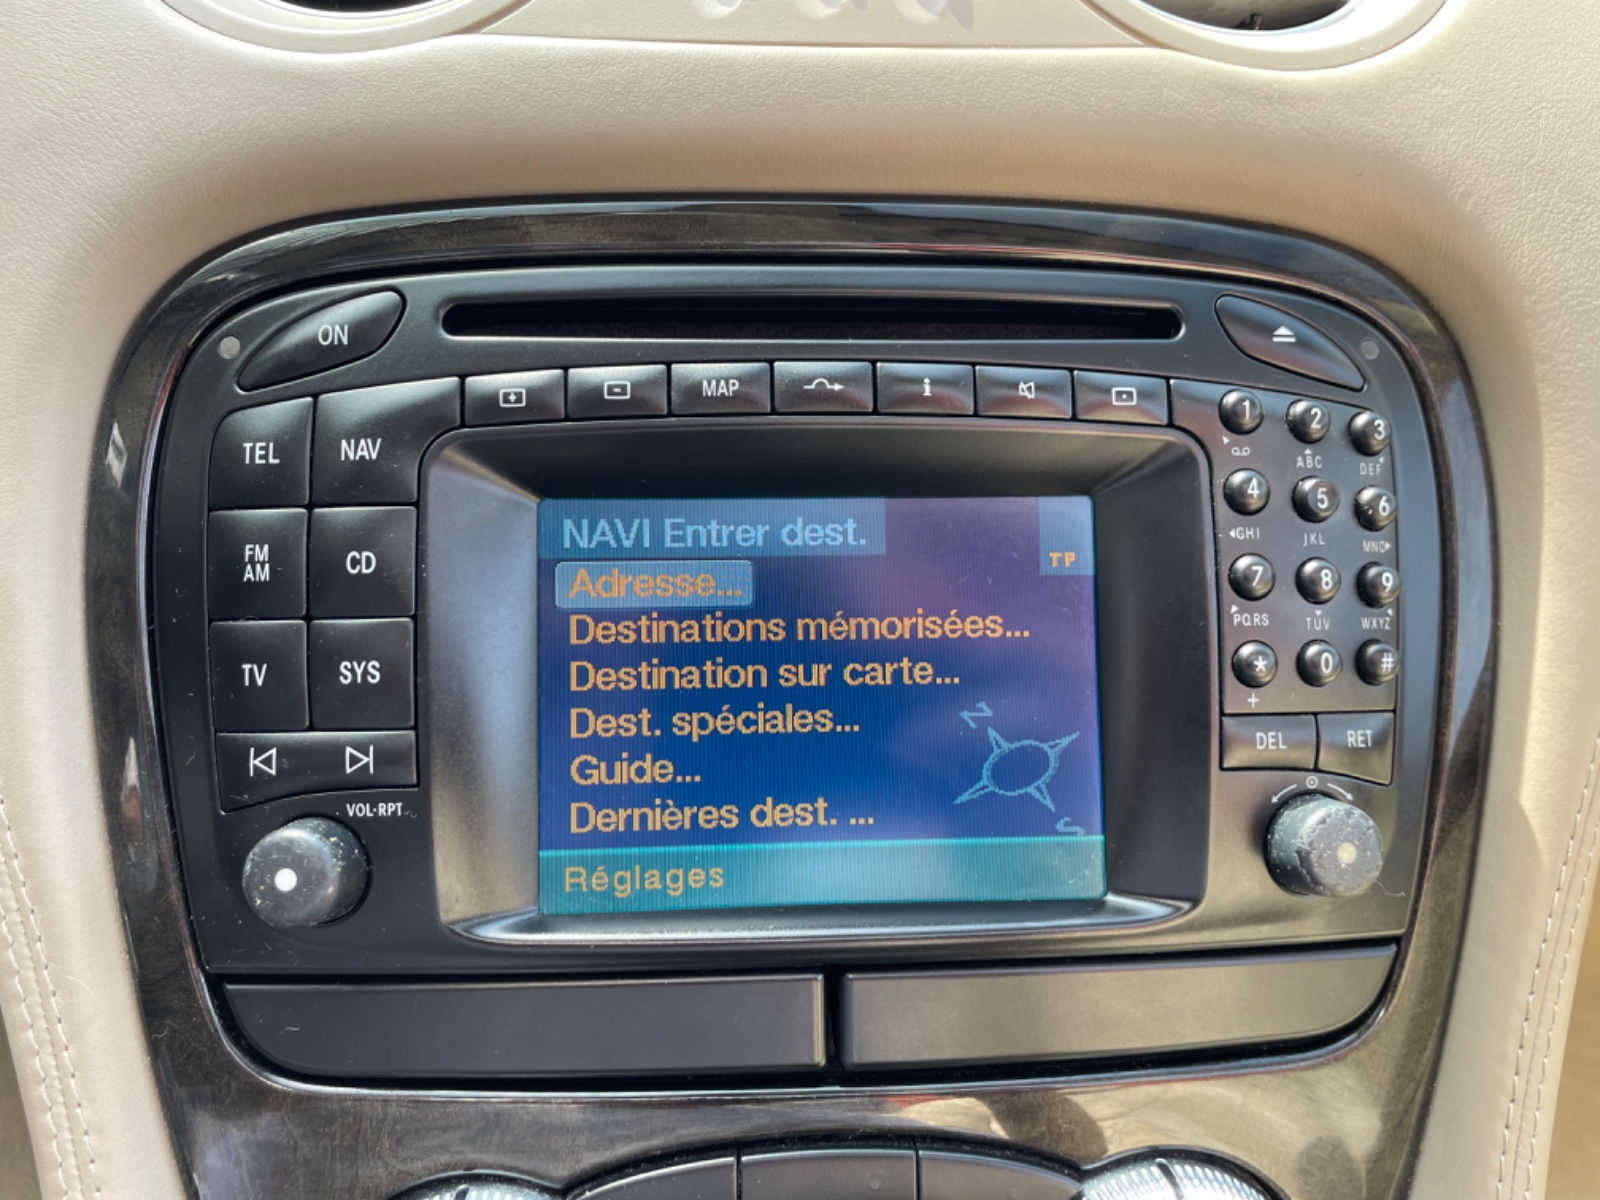 ON
MAP
i
TEL NAV
FM
AM
CD
TV SYS
VOL·RPT
NAVI Entrer dest.
TP
Adresse...
Destinations mémorisées...
Destination sur carte...
Dest. spéciales...
Guide...
Dernières dest. ...
Réglages
N
S
1 2 3
ABC DEF
4 5 6
GHI JKL MNO
7 8 9
PQRS TUV WXYZ
* 0 #
+
DEL RET